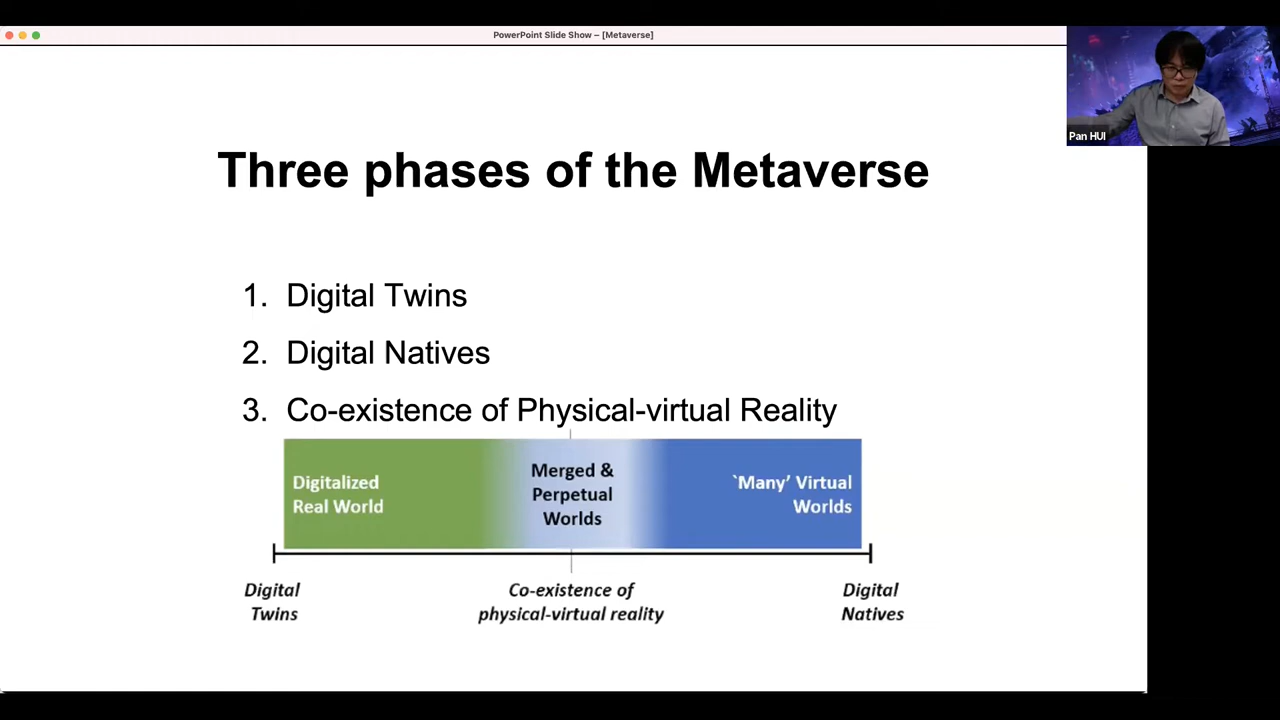 PowerPoint Slide Show – [Metaverse]
Pan HUI
Three phases of the Metaverse
1. Digital Twins
2. Digital Natives
3. Co-existence of Physical-virtual Reality
Digitalized
Real World
Merged &
Perpetual
Worlds
`Many’ Virtual
Worlds
Digital
Twins
Co-existence of
physical-virtual reality
Digital
Natives